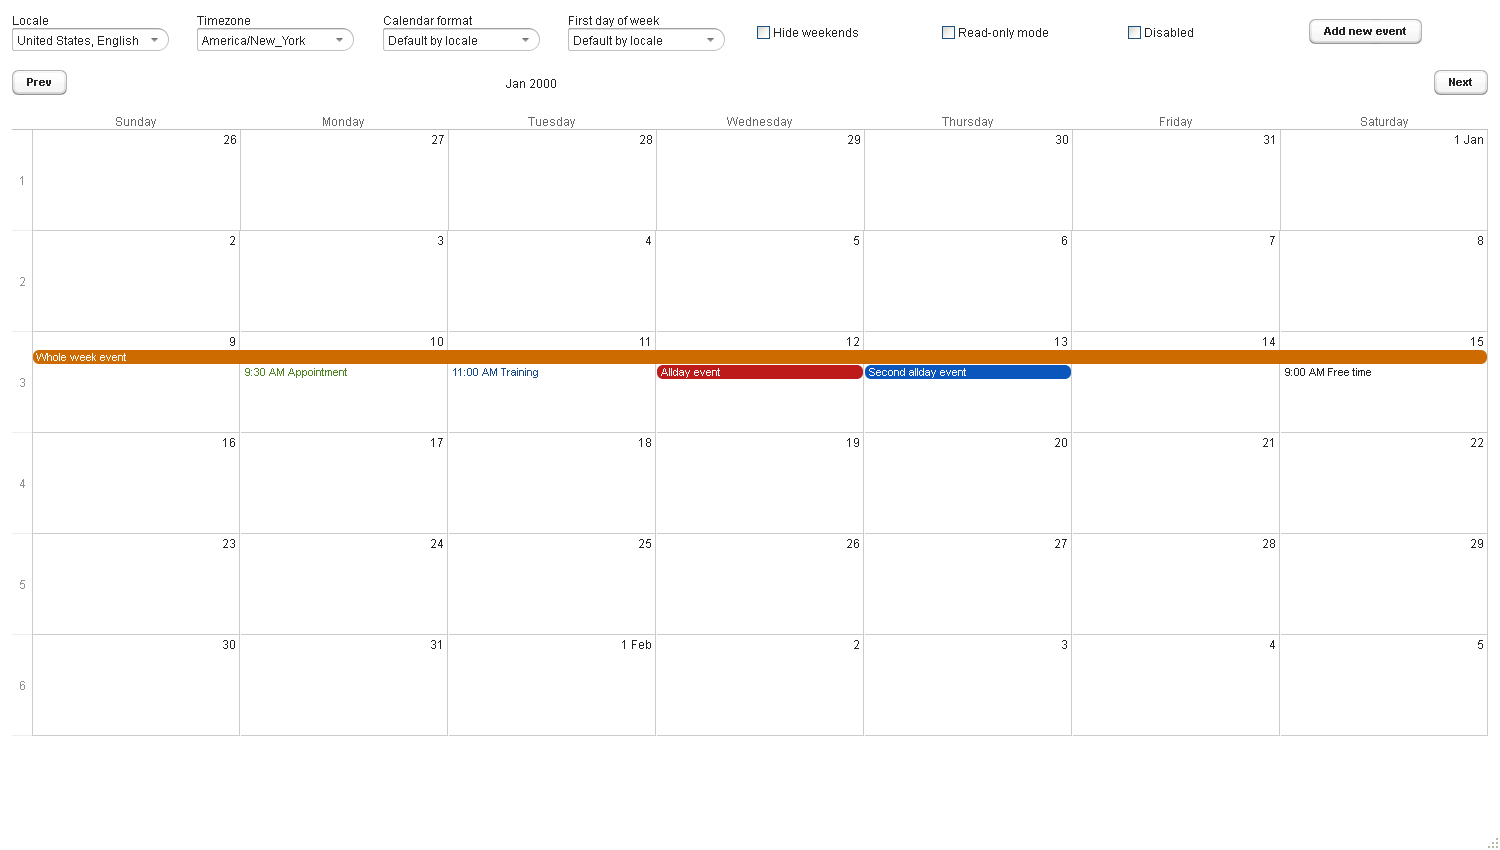 Locale Timezone Calendar format First day of week
United States, English America/New_York Default by locale Default by locale Hide weekends Read-only mode Disabled Add new event
Prev Jan 2000 Next
Sunday Monday Tuesday Wednesday Thursday Friday Saturday
26 27 28 29 30 31 1 Jan
1
2 3 4 5 6 7 8
2
9 10 11 12 13 14 15
Whole week event
9:30 AM Appointment 11:00 AM Training Allday event Second allday event 9:00 AM Free time
3
16 17 18 19 20 21 22
4
23 24 25 26 27 28 29
5
30 31 1 Feb 2 3 4 5
6